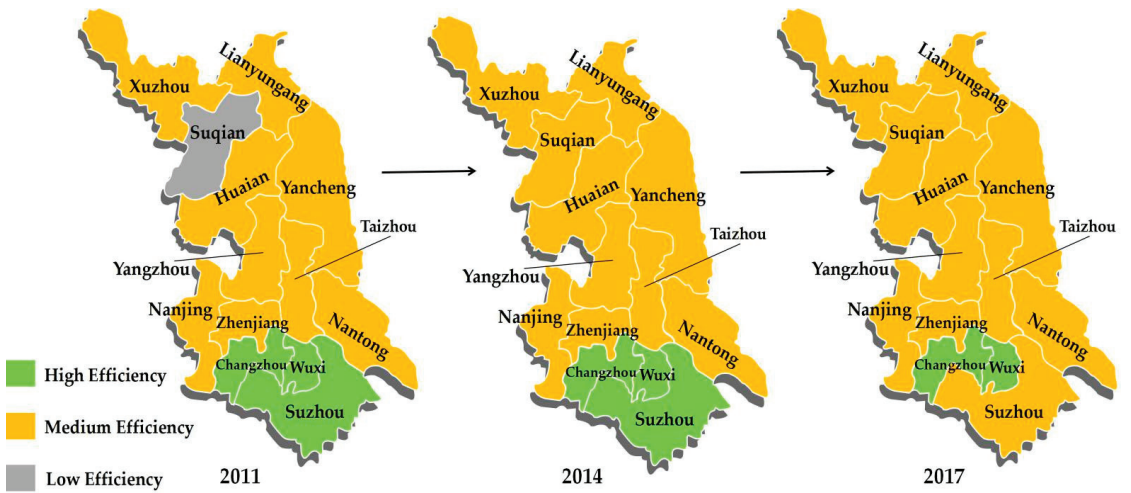 Xuzhou
Lianyungang
Suqian
Huaian
Yancheng
Taizhou
Yangzhou
Nanjing
Zhenjiang
Nantong
Changzhou
Wuxi
Suzhou
2011
Xuzhou
Lianyungang
Suqian
Huaian
Yancheng
Taizhou
Yangzhou
Nanjing
Zhenjiang
Nantong
Changzhou
Wuxi
Suzhou
2014
Xuzhou
Lianyungang
Suqian
Huaian
Yancheng
Taizhou
Yangzhou
Nanjing
Zhenjiang
Nantong
Changzhou
Wuxi
Suzhou
2017
High Efficiency
Medium Efficiency
Low Efficiency